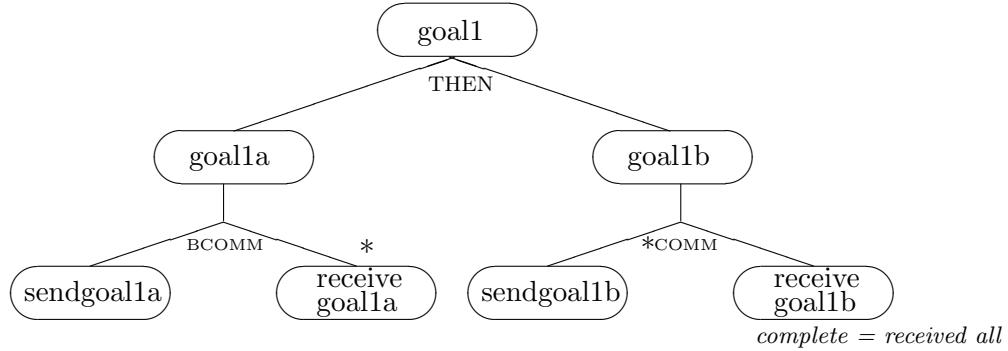 goal1
THEN
goal1a
goal1b
BCOMM
*
*COMM
sendgoal1a
receive
goal1a
sendgoal1b
receive
goal1b
complete = received all